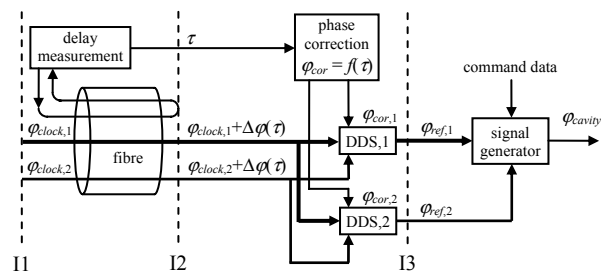 delay
measurement
τ
phase
correction
φcor = f(τ)
command data
φclock,1
φclock,1+Δφ(τ)
φcor,1
DDS,1
φref,1
signal
generator
φcavity
φclock,2
fibre
φclock,2+Δφ(τ)
φcor,2
DDS,2
φref,2
I1
I2
I3